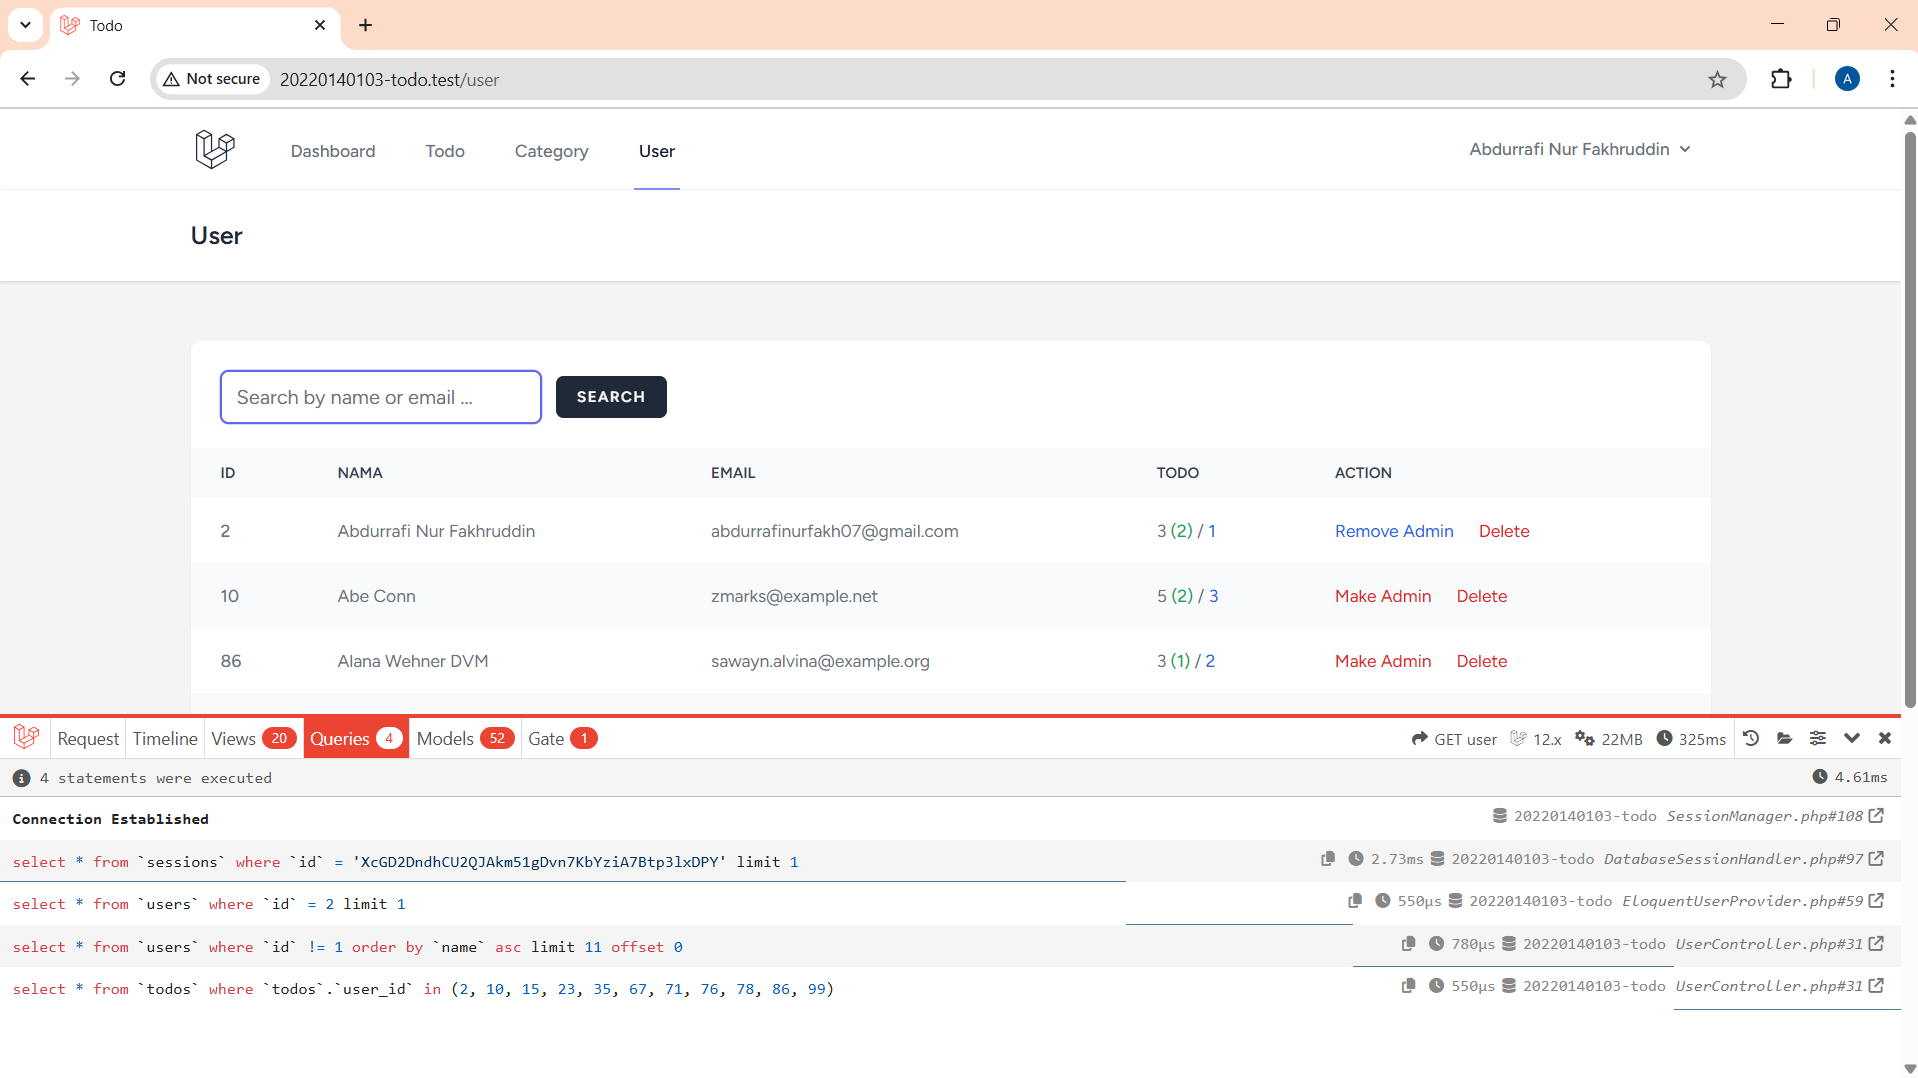 Todo
Not secure 20220140103-todo.test/user A
Dashboard Todo Category User Abdurrafi Nur Fakhruddin
User
Search by name or email ... SEARCH
ID NAMA EMAIL TODO ACTION
2 Abdurrafi Nur Fakhruddin abdurrafinurfakh07@gmail.com 3 (2) / 1 Remove Admin Delete
10 Abe Conn zmarks@example.net 5 (2) / 3 Make Admin Delete
86 Alana Wehner DVM sawayn.alvina@example.org 3 (1) / 2 Make Admin Delete
Request Timeline Views 20 Queries 4 Models 52 Gate 1 GET user 12.x 22MB 325ms
4 statements were executed 4.61ms
Connection Established 20220140103-todo SessionManager.php#108
select * from `sessions` where `id` = 'XcGD2DndhCU2QJAkm51gDvn7KbYziA7Btp3lxDPY' limit 1 2.73ms 20220140103-todo DatabaseSessionHandler.php#97
select * from `users` where `id` = 2 limit 1 550μs 20220140103-todo EloquentUserProvider.php#59
select * from `users` where `id` != 1 order by `name` asc limit 11 offset 0 780μs 20220140103-todo UserController.php#31
select * from `todos` where `todos`.`user_id` in (2, 10, 15, 23, 35, 67, 71, 76, 78, 86, 99) 550μs 20220140103-todo UserController.php#31